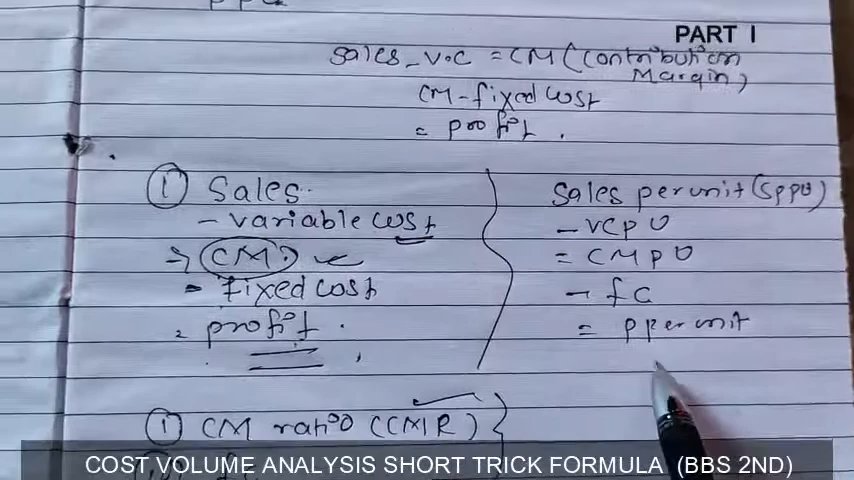 PART I
Sales - V.C = CM (Contribution
Margin)
CM - fixed cost
= profit.
① Sales
- variable cost
→ CM.
- Fixed cost
= profit.
Sales per unit (SPPU)
- VCPU
= CMPU
- fC
= p per unit
① CM ratio (CMR)
COST VOLUME ANALYSIS SHORT TRICK FORMULA (BBS 2ND)